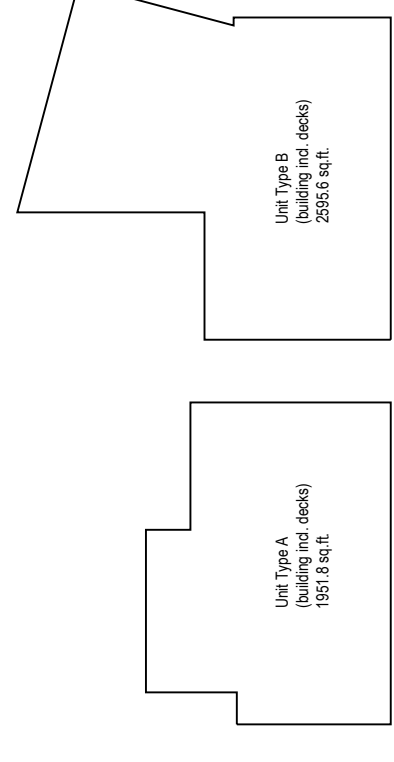 Unit Type B
(building incl. decks)
2595.6 sq.ft.
Unit Type A
(building incl. decks)
1951.8 sq.ft.